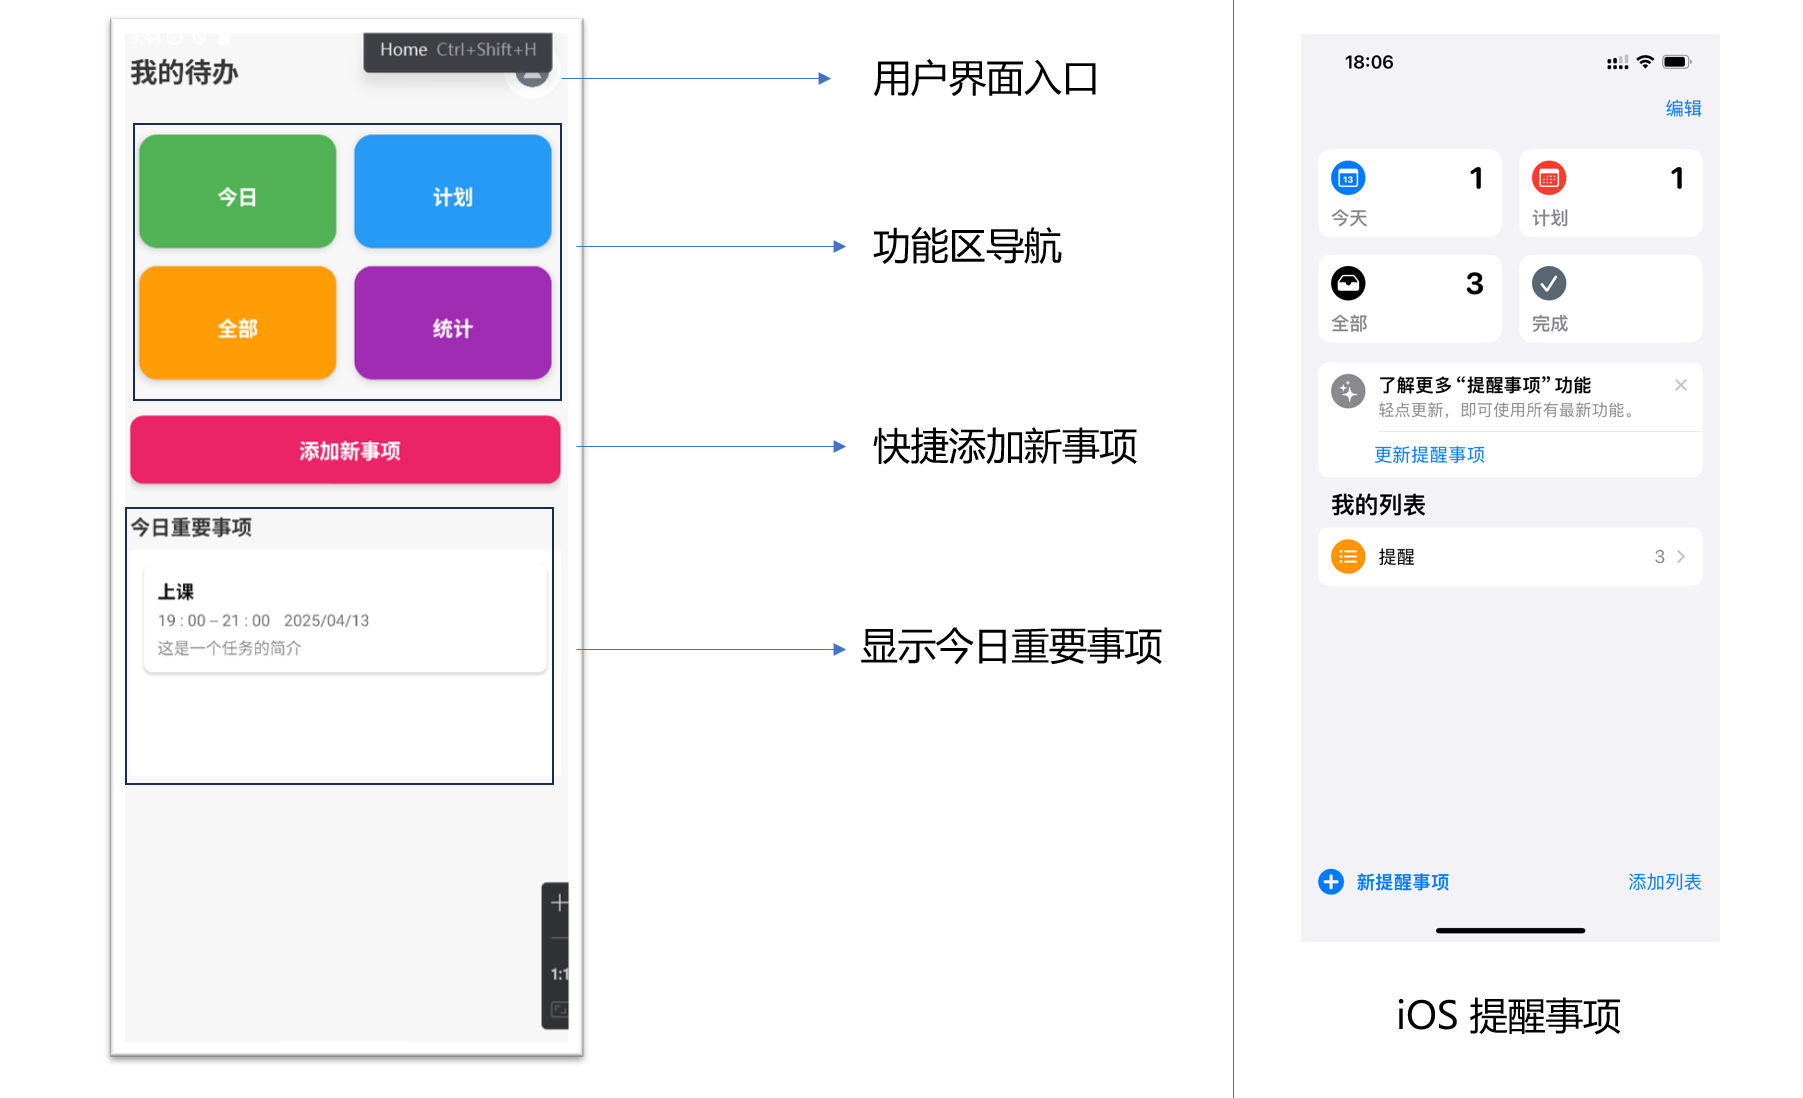 我的待办
Home Ctrl+Shift+H
用户界面入口
今日
计划
功能区导航
全部
统计
添加新事项
快捷添加新事项
今日重要事项
上课
19 : 00 – 21 : 00 2025/04/13
这是一个任务的简介
显示今日重要事项
1:1
18:06
编辑
13
1
今天
1
计划
3
全部
完成
了解更多“提醒事项”功能
轻点更新，即可使用所有最新功能。
更新提醒事项
我的列表
提醒 3
新提醒事项
添加列表
iOS 提醒事项